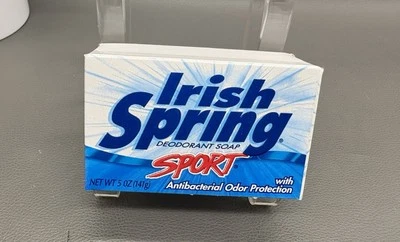 Irish
Spring®
DEODORANT SOAP
SPORT
with
NET WT 5 OZ (141g) Antibacterial Odor Protection